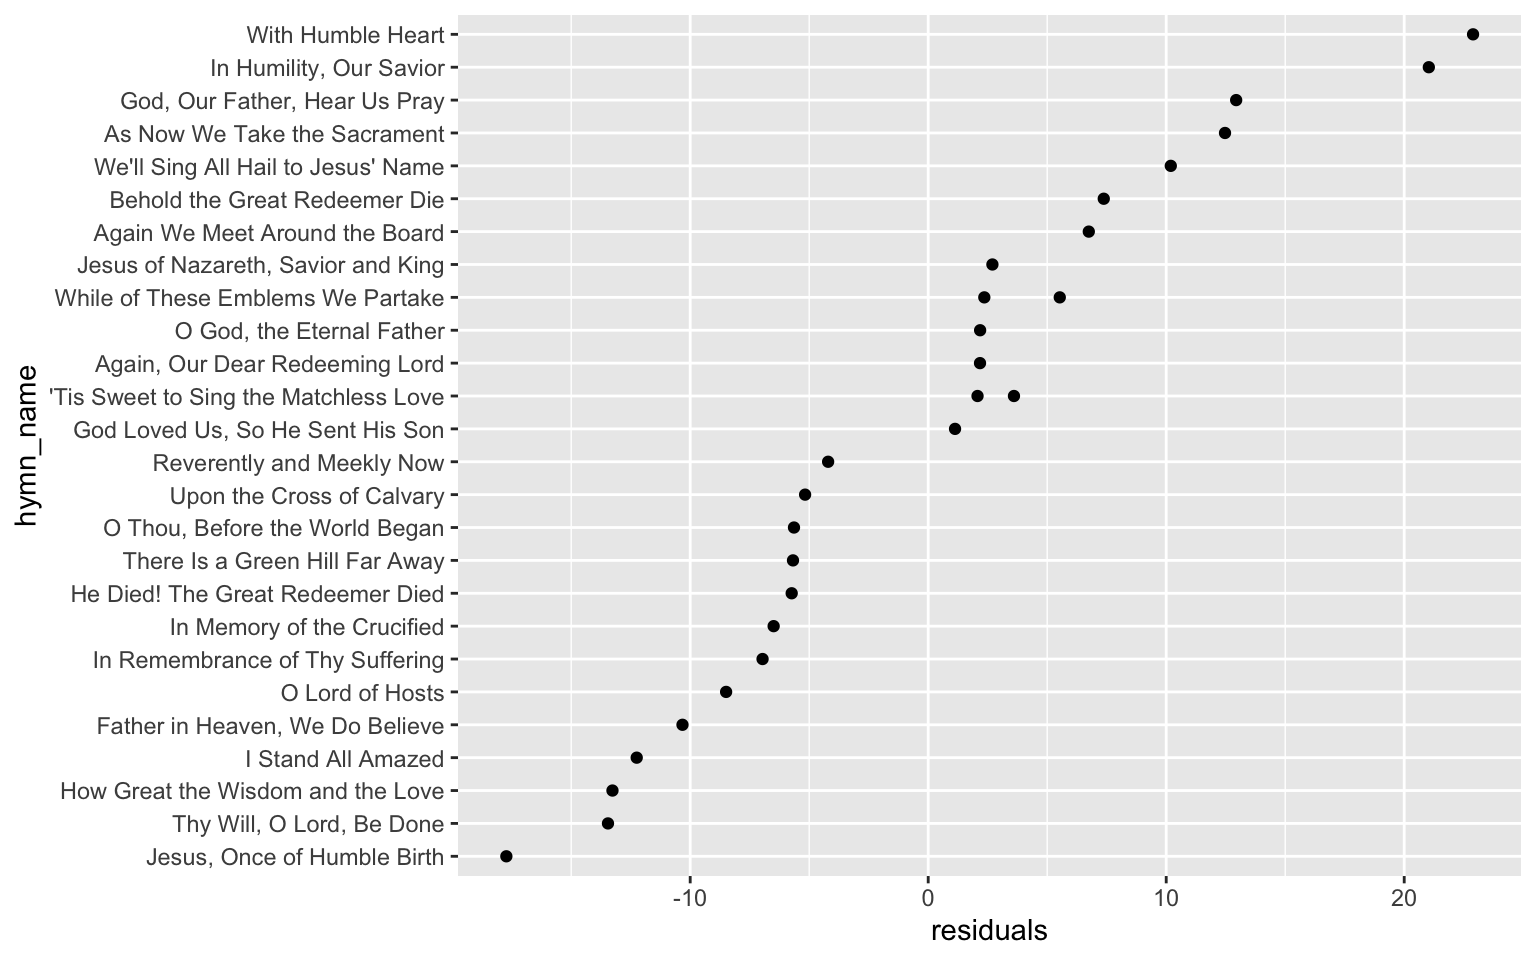 With Humble Heart
In Humility, Our Savior
God, Our Father, Hear Us Pray
As Now We Take the Sacrament
We'll Sing All Hail to Jesus' Name
Behold the Great Redeemer Die
Again We Meet Around the Board
Jesus of Nazareth, Savior and King
While of These Emblems We Partake
O God, the Eternal Father
Again, Our Dear Redeeming Lord
'Tis Sweet to Sing the Matchless Love
God Loved Us, So He Sent His Son
Reverently and Meekly Now
Upon the Cross of Calvary
O Thou, Before the World Began
There Is a Green Hill Far Away
He Died! The Great Redeemer Died
In Memory of the Crucified
In Remembrance of Thy Suffering
O Lord of Hosts
Father in Heaven, We Do Believe
I Stand All Amazed
How Great the Wisdom and the Love
Thy Will, O Lord, Be Done
Jesus, Once of Humble Birth
hymn_name
-10 0 10 20
residuals